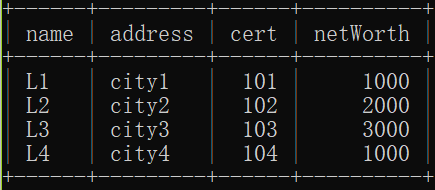 name address cert netWorth
L1 city1 101 1000
L2 city2 102 2000
L3 city3 103 3000
L4 city4 104 1000